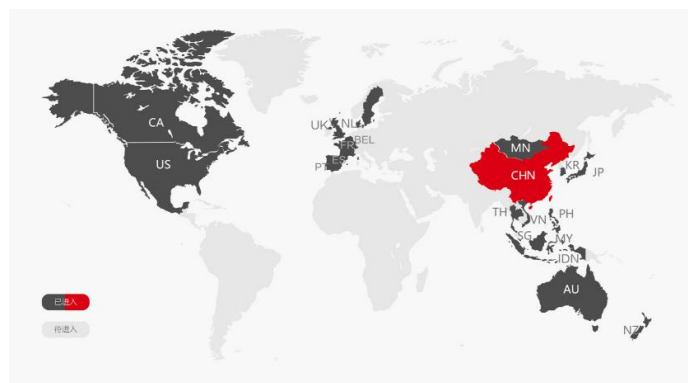 CA
US
UK
NL
BEL
FR
ES
PT
MN
CHN
KR
JP
TH
VN
PH
SG
MY
IDN
AU
NZ
已进入
待进入